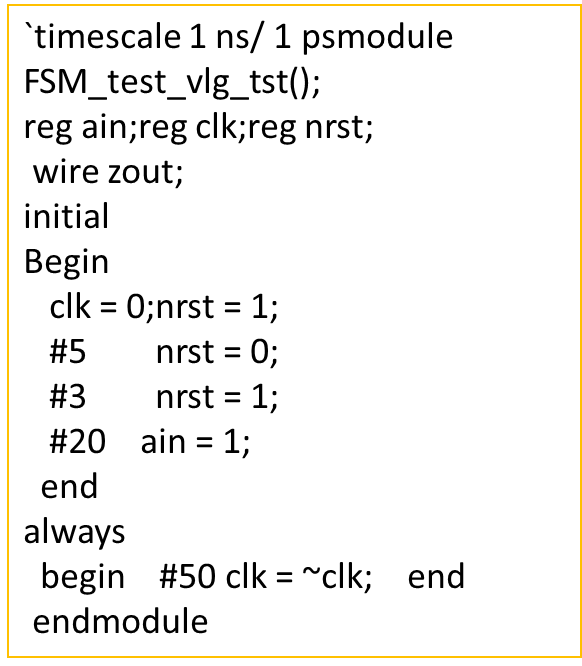 `timescale 1 ns/ 1 psmodule
FSM_test_vlg_tst();
reg ain;reg clk;reg nrst;
wire zout;
initial
Begin
clk = 0;nrst = 1;
#5 nrst = 0;
#3 nrst = 1;
#20 ain = 1;
end
always
begin #50 clk = ~clk; end
endmodule